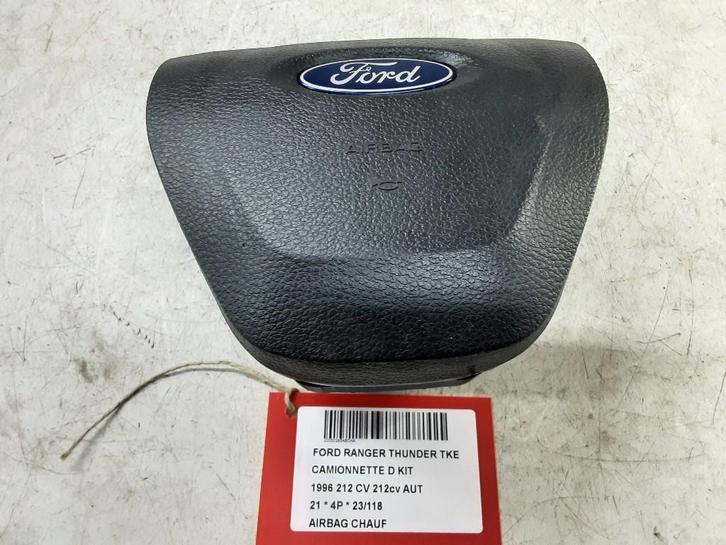 Ford
AIRBAG
FORD RANGER THUNDER TKE
CAMIONNETTE D KIT
1996 212 CV 212cv AUT
21 * 4P * 23/118
AIRBAG CHAUF